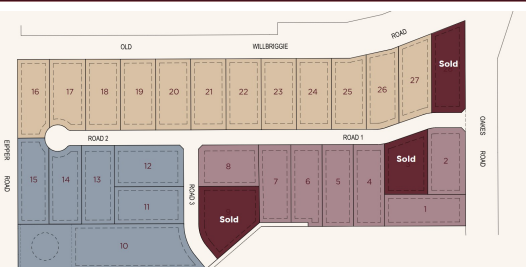 OLD WILLBRIGGIE ROAD
Sold
16 17 18 19 20 21 22 23 24 25 26 27
OAKES ROAD
EIPPER ROAD
ROAD 2
ROAD 1
Sold
15 14 13 12
8
7 6 5 4
2
ROAD 3
11
Sold
1
10